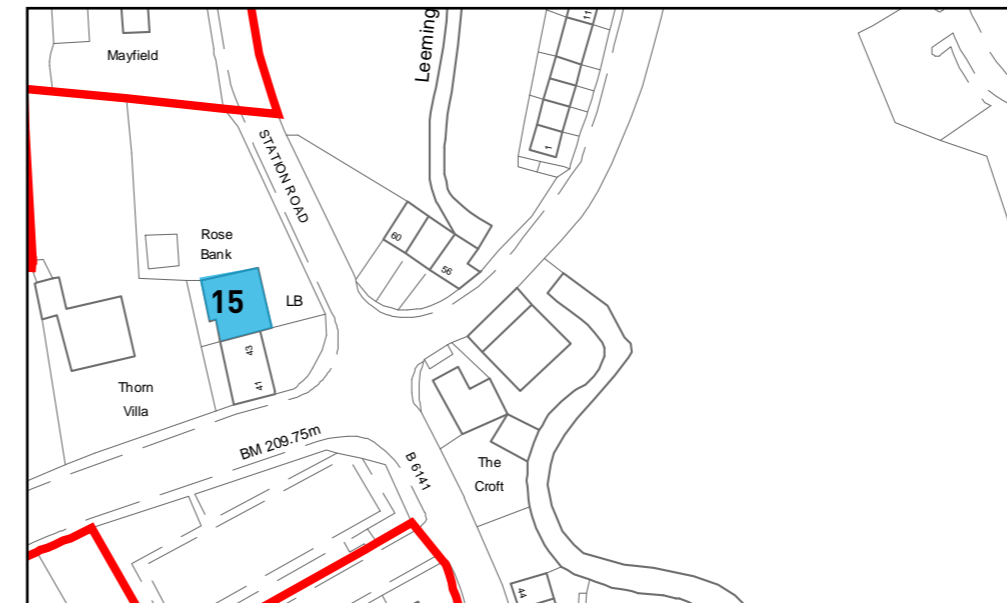 Mayfield
Leeming
11
1
STATION ROAD
60
56
Rose
Bank
15
LB
43
41
Thorn
Villa
BM 209.75m
B 6141
The
Croft
44